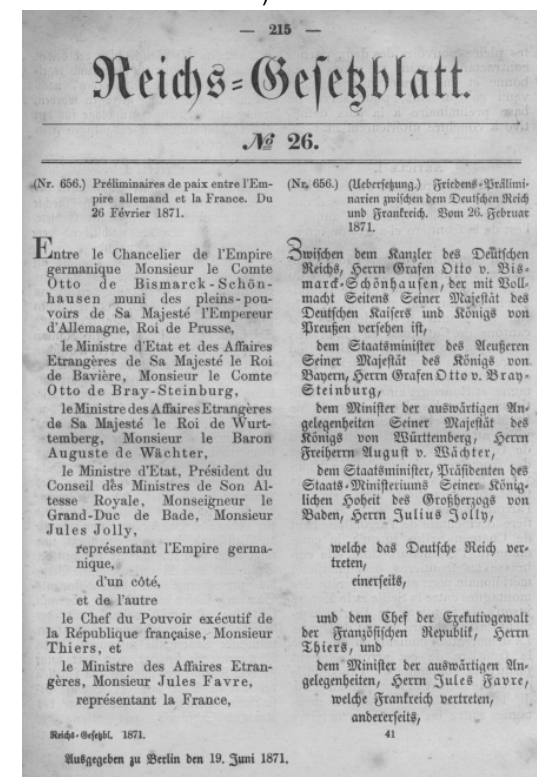 — 215 —
Reichs-Gesetzblatt.
№ 26.
(Nr. 656.) Préliminaires de paix entre l'Em-
pire allemand et la France. Du
26 Février 1871.
Entre le Chancelier de l'Empire
germanique Monsieur le Comte
Otto de Bismarck-Schön-
hausen muni des pleins-pou-
voirs de Sa Majesté l'Empereur
d'Allemagne, Roi de Prusse,
le Ministre d'Etat et des Affaires
Etrangères de Sa Majesté le Roi
de Bavière, Monsieur le Comte
Otto de Bray-Steinburg,
le Ministre des Affaires Etrangères
de Sa Majesté le Roi de Wurt-
temberg, Monsieur le Baron
Auguste de Wächter,
le Ministre d'Etat, Président du
Conseil des Ministres de Son Al-
tesse Royale, Monseigneur le
Grand-Duc de Bade, Monsieur
Jules Jolly,
représentant l'Empire germa-
nique,
d'un côté,
et de l'autre
le Chef du Pouvoir exécutif de
la République française, Monsieur
Thiers, et
le Ministre des Affaires Etran-
gères, Monsieur Jules Favre,
représentant la France,
(Nr. 656.) (Uebersetzung.) Friedens-Prälimi-
narien zwischen dem Deutschen Reich
und Frankreich. Vom 26. Februar
1871.
Zwischen dem Kanzler des Deutschen
Reichs, Herrn Grafen Otto v. Bis-
marck-Schönhausen, der mit Voll-
macht Seitens Seiner Majestät des
Deutschen Kaisers und Königs von
Preußen versehen ist,
dem Staatsminister des Aeußeren
Seiner Majestät des Königs von
Bayern, Herrn Grafen Otto v. Bray-
Steinburg,
dem Minister der auswärtigen An-
gelegenheiten Seiner Majestät des
Königs von Württemberg, Herrn
Freiherrn August v. Wächter,
dem Staatsminister, Präsidenten des
Staats-Ministeriums Seiner König-
lichen Hoheit des Großherzogs von
Baden, Herrn Julius Jolly,
welche das Deutsche Reich ver-
treten,
einerseits,
und dem Chef der Exekutivgewalt
der Französischen Republik, Herrn
Thiers, und
dem Minister der auswärtigen An-
gelegenheiten, Herrn Jules Favre,
welche Frankreich vertreten,
andererseits,
Reichs-Gesetzbl. 1871.
41
Ausgegeben zu Berlin den 19. Juni 1871.